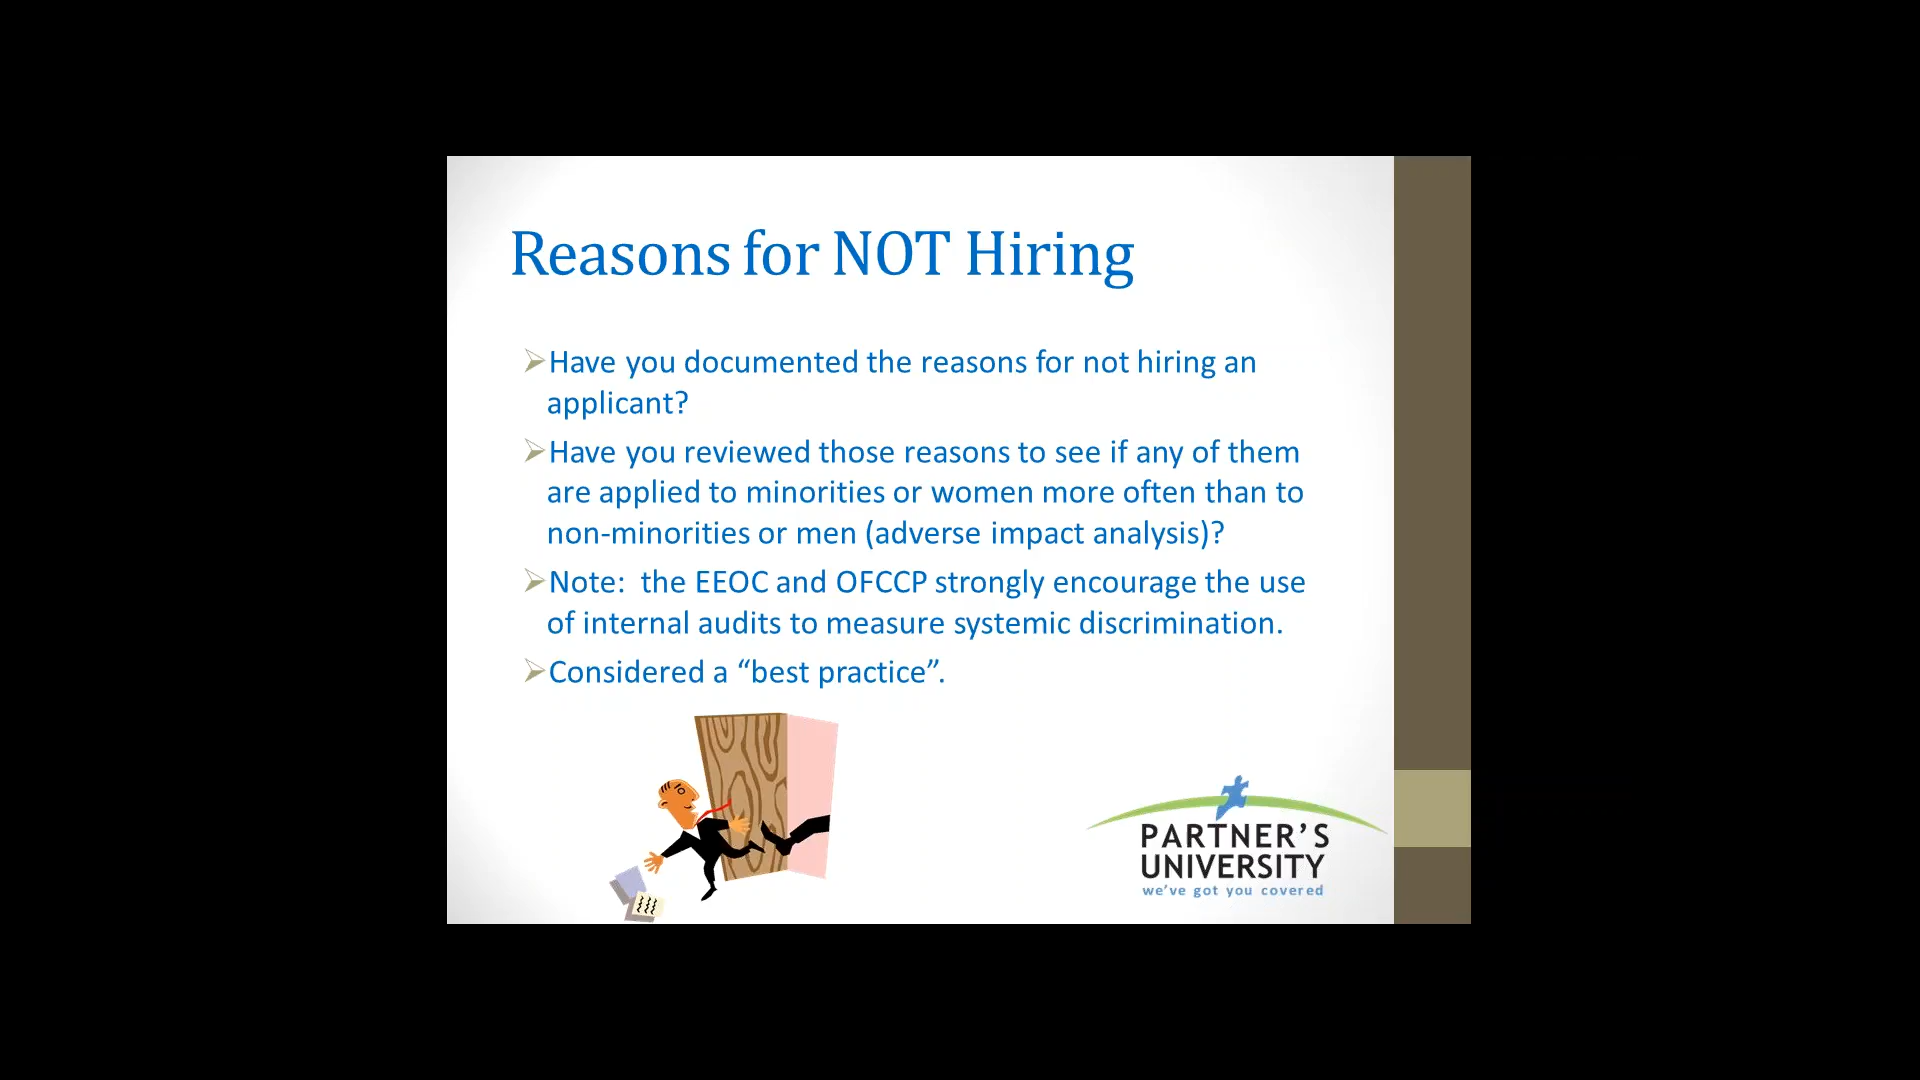 Reasons for NOT Hiring
Have you documented the reasons for not hiring an
applicant?
Have you reviewed those reasons to see if any of them
are applied to minorities or women more often than to
non-minorities or men (adverse impact analysis)?
Note:  the EEOC and OFCCP strongly encourage the use
of internal audits to measure systemic discrimination.
Considered a “best practice”.
PARTNER’S
UNIVERSITY
we’ve got you covered